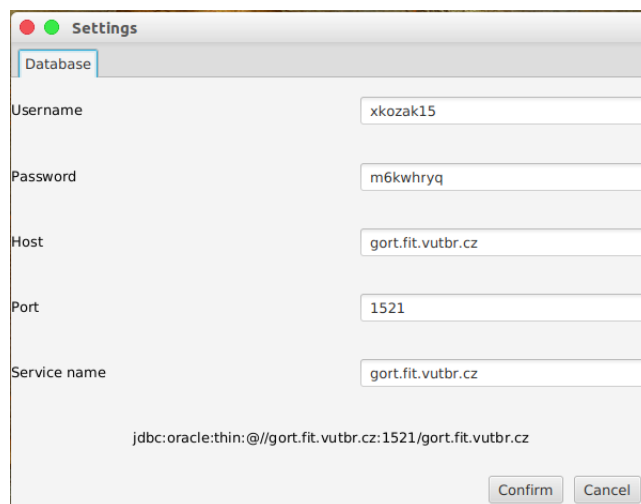 Settings
Database
Username xkozak15
Password m6kwhryq
Host gort.fit.vutbr.cz
Port 1521
Service name gort.fit.vutbr.cz
jdbc:oracle:thin:@//gort.fit.vutbr.cz:1521/gort.fit.vutbr.cz
Confirm Cancel